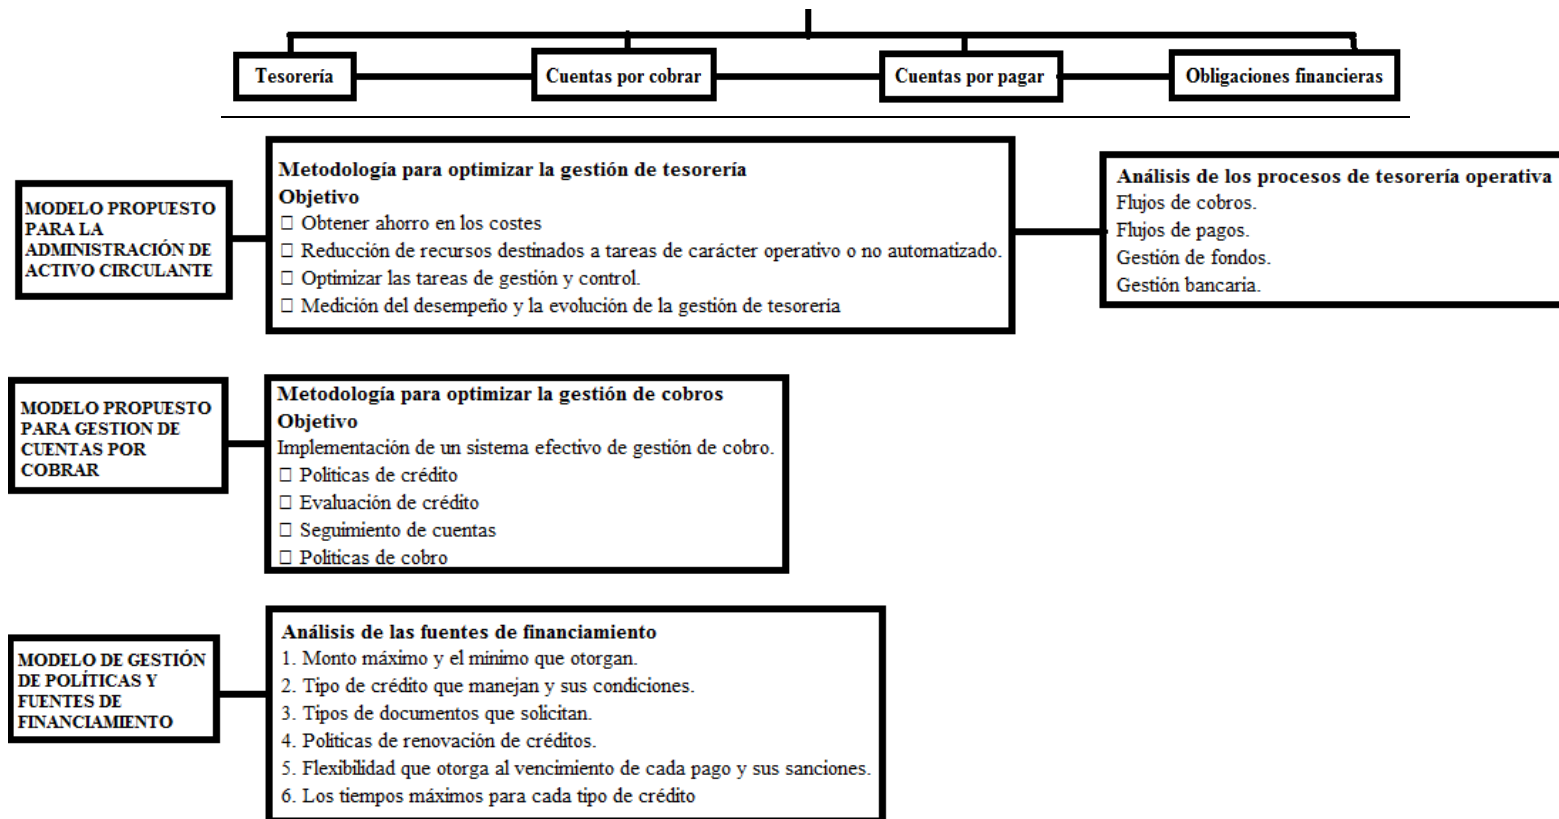 Tesorería
Cuentas por cobrar
Cuentas por pagar
Obligaciones financieras
MODELO PROPUESTO
PARA LA
ADMINISTRACIÓN DE
ACTIVO CIRCULANTE
Metodología para optimizar la gestión de tesorería
Objetivo
□ Obtener ahorro en los costes
□ Reducción de recursos destinados a tareas de carácter operativo o no automatizado.
□ Optimizar las tareas de gestión y control.
□ Medición del desempeño y la evolución de la gestión de tesorería
Análisis de los procesos de tesorería operativa
Flujos de cobros.
Flujos de pagos.
Gestión de fondos.
Gestión bancaria.
MODELO PROPUESTO
PARA GESTION DE
CUENTAS POR
COBRAR
Metodología para optimizar la gestión de cobros
Objetivo
Implementación de un sistema efectivo de gestión de cobro.
□ Políticas de crédito
□ Evaluación de crédito
□ Seguimiento de cuentas
□ Políticas de cobro
MODELO DE GESTIÓN
DE POLÍTICAS Y
FUENTES DE
FINANCIAMIENTO
Análisis de las fuentes de financiamiento
1. Monto máximo y el mínimo que otorgan.
2. Tipo de crédito que manejan y sus condiciones.
3. Tipos de documentos que solicitan.
4. Políticas de renovación de créditos.
5. Flexibilidad que otorga al vencimiento de cada pago y sus sanciones.
6. Los tiempos máximos para cada tipo de crédito